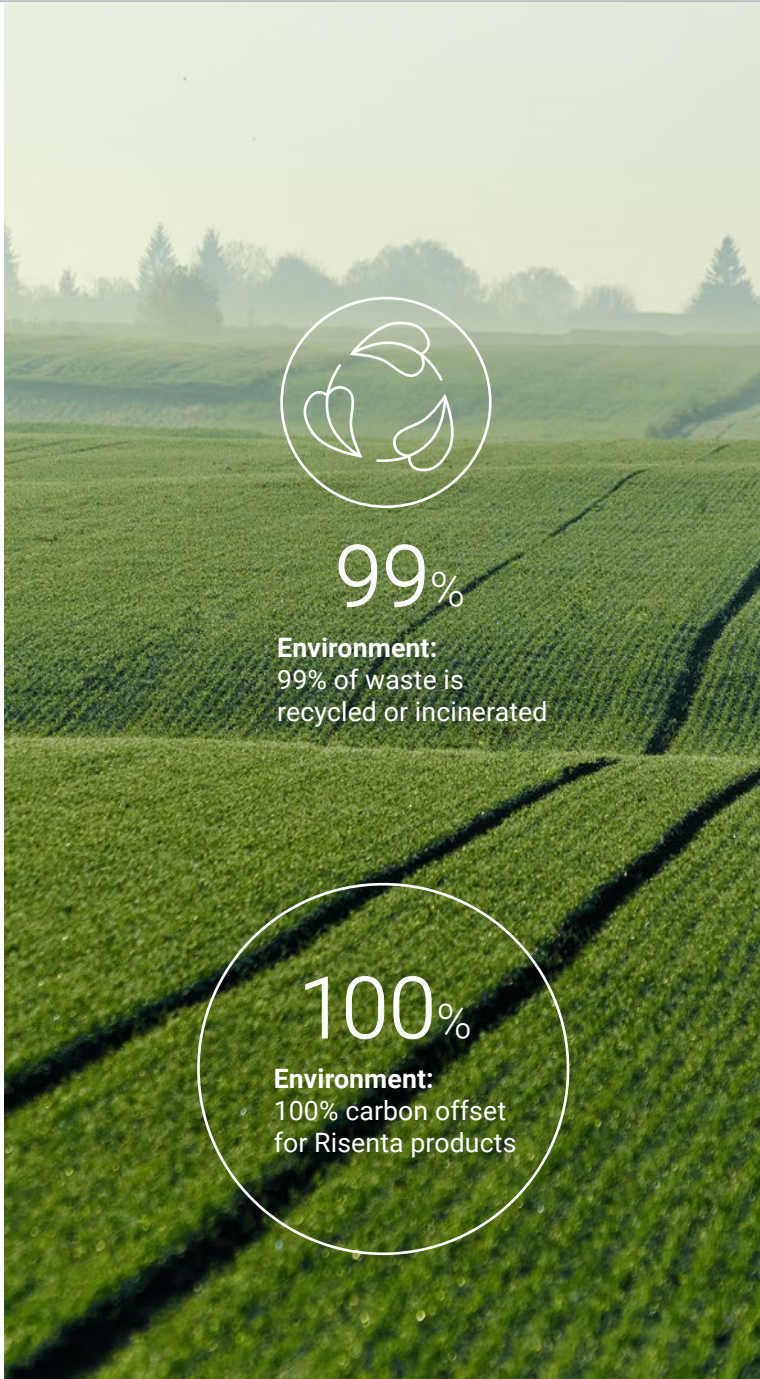 99%
Environment:
99% of waste is
recycled or incinerated
100%
Environment:
100% carbon offset
for Risenta products